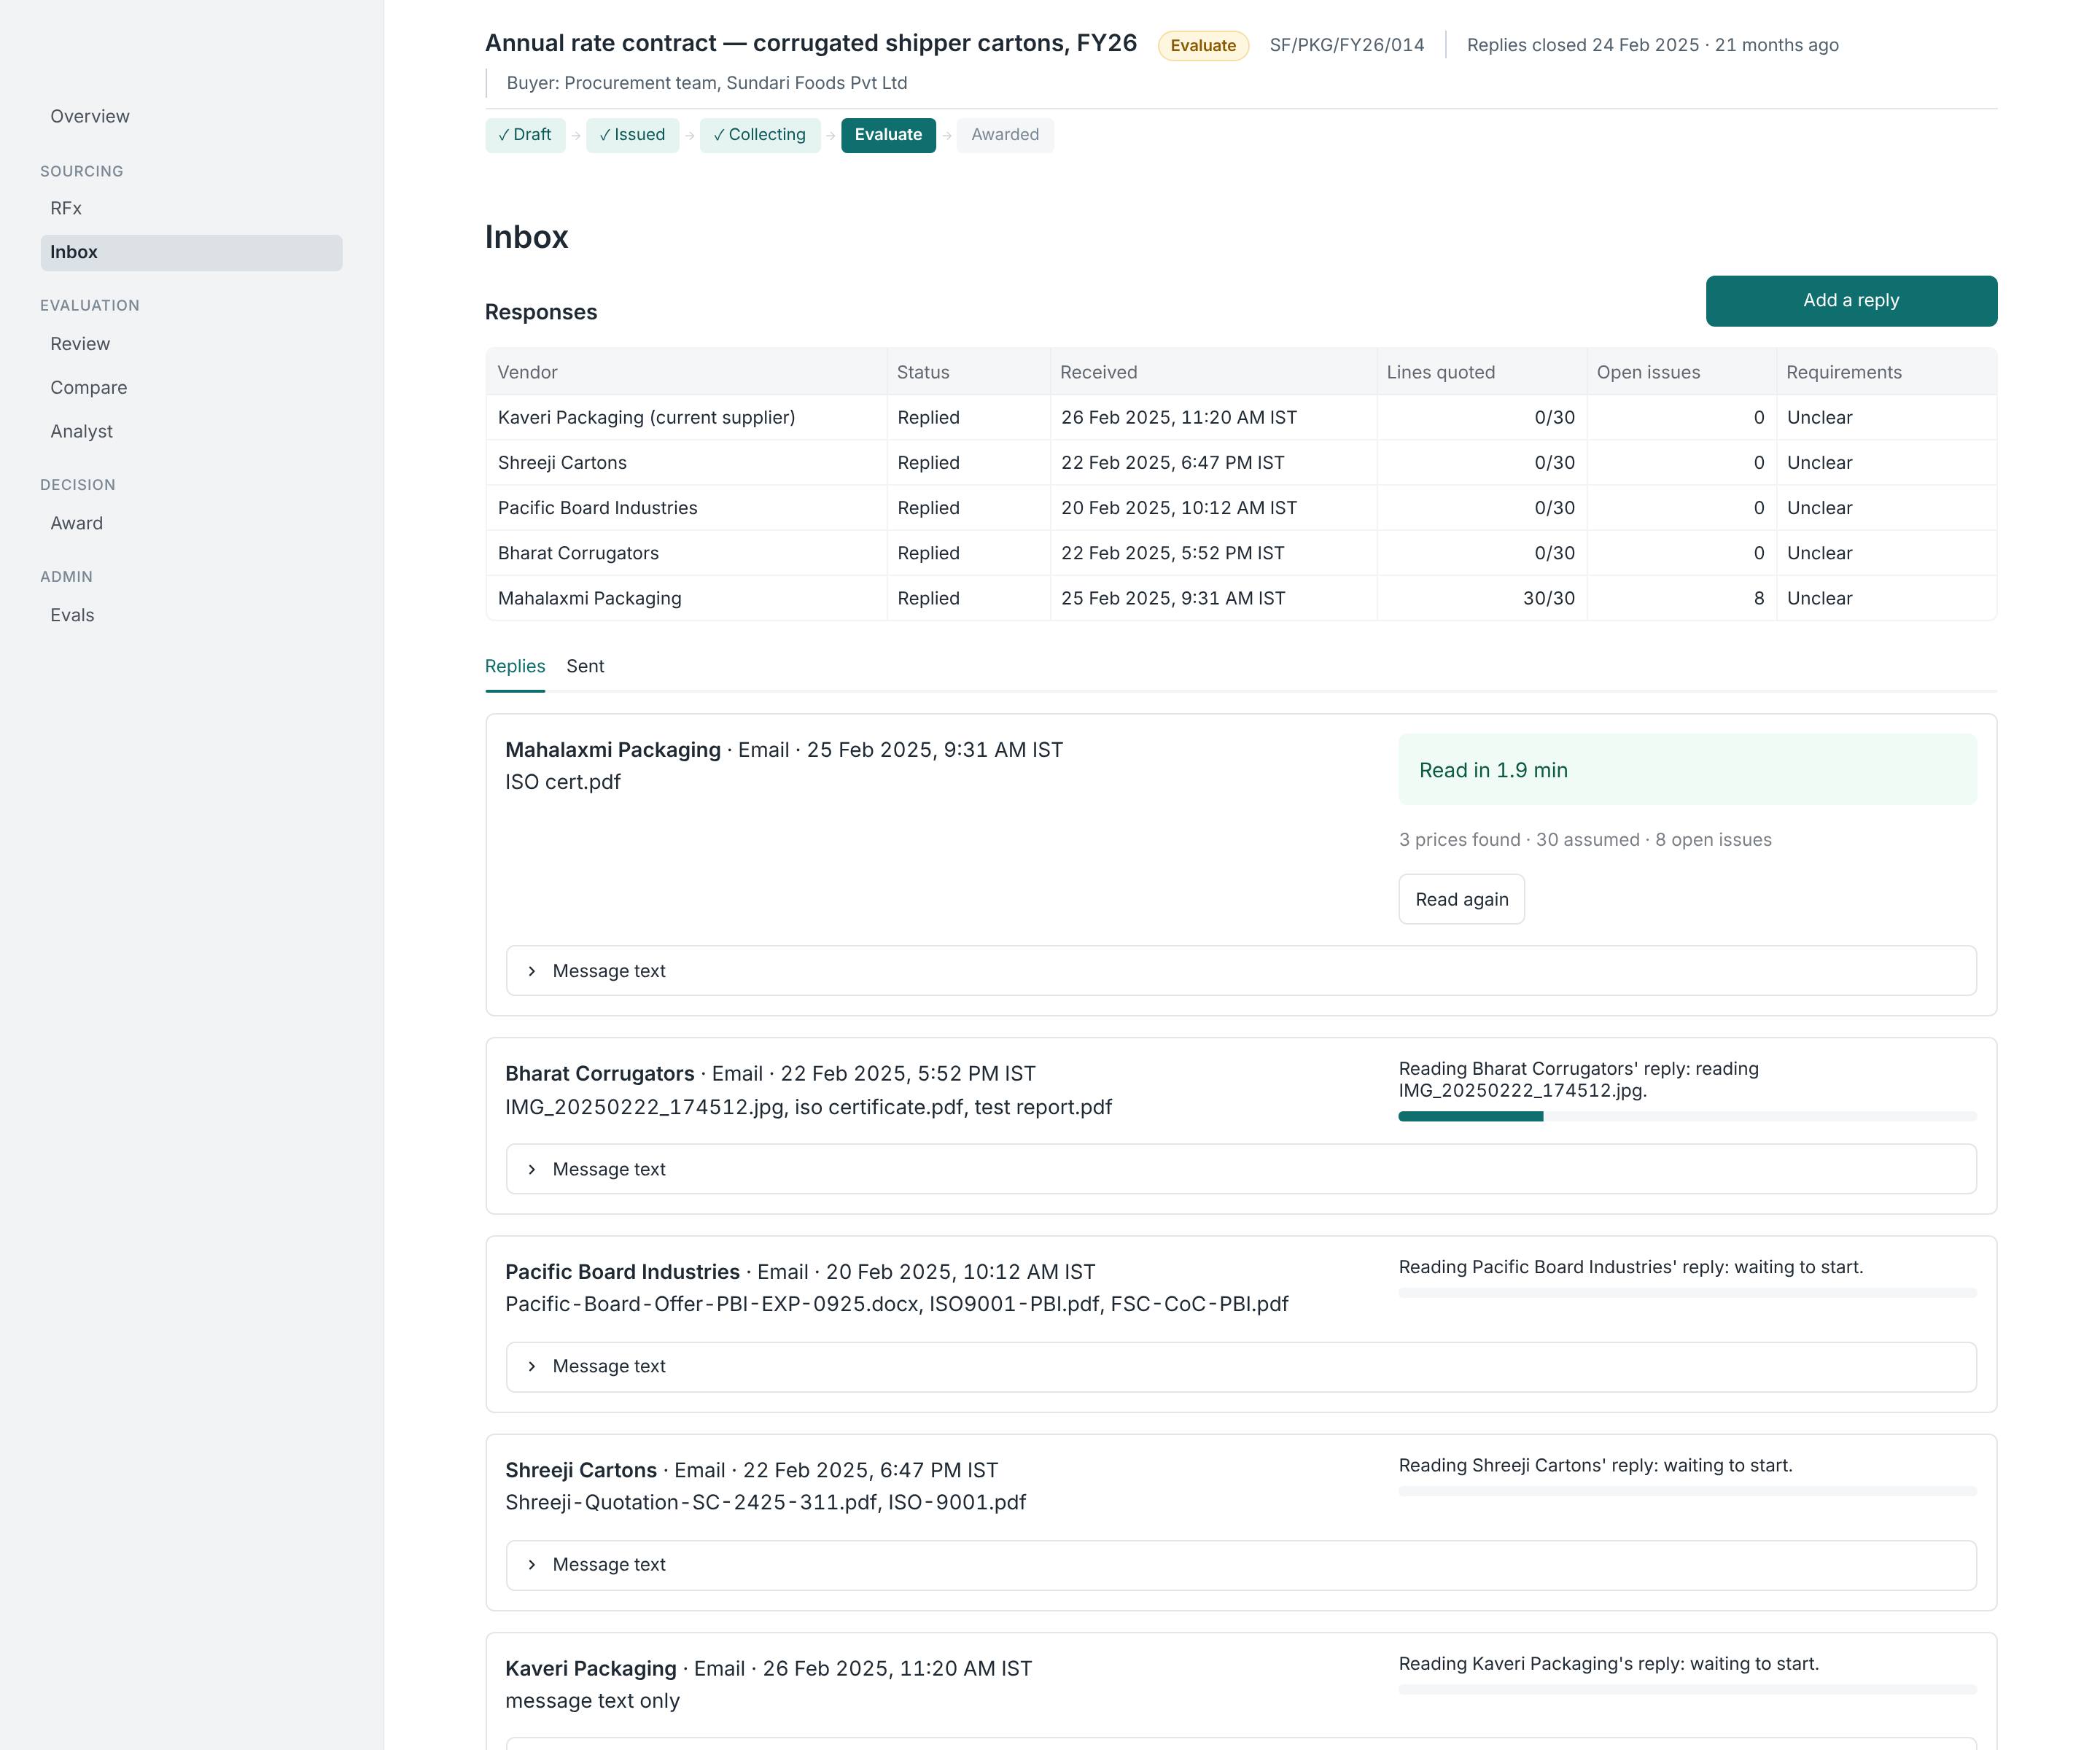 Annual rate contract — corrugated shipper cartons, FY26 Evaluate SF/PKG/FY26/014 Replies closed 24 Feb 2025 · 21 months ago
Buyer: Procurement team, Sundari Foods Pvt Ltd
✓ Draft → ✓ Issued → ✓ Collecting → Evaluate → Awarded
Overview
SOURCING
RFx
Inbox
EVALUATION
Review
Compare
Analyst
DECISION
Award
ADMIN
Evals
Inbox
Responses
Add a reply
Vendor Status Received Lines quoted Open issues Requirements
Kaveri Packaging (current supplier) Replied 26 Feb 2025, 11:20 AM IST 0/30 0 Unclear
Shreeji Cartons Replied 22 Feb 2025, 6:47 PM IST 0/30 0 Unclear
Pacific Board Industries Replied 20 Feb 2025, 10:12 AM IST 0/30 0 Unclear
Bharat Corrugators Replied 22 Feb 2025, 5:52 PM IST 0/30 0 Unclear
Mahalaxmi Packaging Replied 25 Feb 2025, 9:31 AM IST 30/30 8 Unclear
Replies Sent
Mahalaxmi Packaging · Email · 25 Feb 2025, 9:31 AM IST
ISO cert.pdf
Read in 1.9 min
3 prices found · 30 assumed · 8 open issues
Read again
Message text
Bharat Corrugators · Email · 22 Feb 2025, 5:52 PM IST
IMG_20250222_174512.jpg, iso certificate.pdf, test report.pdf
Reading Bharat Corrugators' reply: reading
IMG_20250222_174512.jpg.
Message text
Pacific Board Industries · Email · 20 Feb 2025, 10:12 AM IST
Pacific-Board-Offer-PBI-EXP-0925.docx, ISO9001-PBI.pdf, FSC-CoC-PBI.pdf
Reading Pacific Board Industries' reply: waiting to start.
Message text
Shreeji Cartons · Email · 22 Feb 2025, 6:47 PM IST
Shreeji-Quotation-SC-2425-311.pdf, ISO-9001.pdf
Reading Shreeji Cartons' reply: waiting to start.
Message text
Kaveri Packaging · Email · 26 Feb 2025, 11:20 AM IST
message text only
Reading Kaveri Packaging's reply: waiting to start.